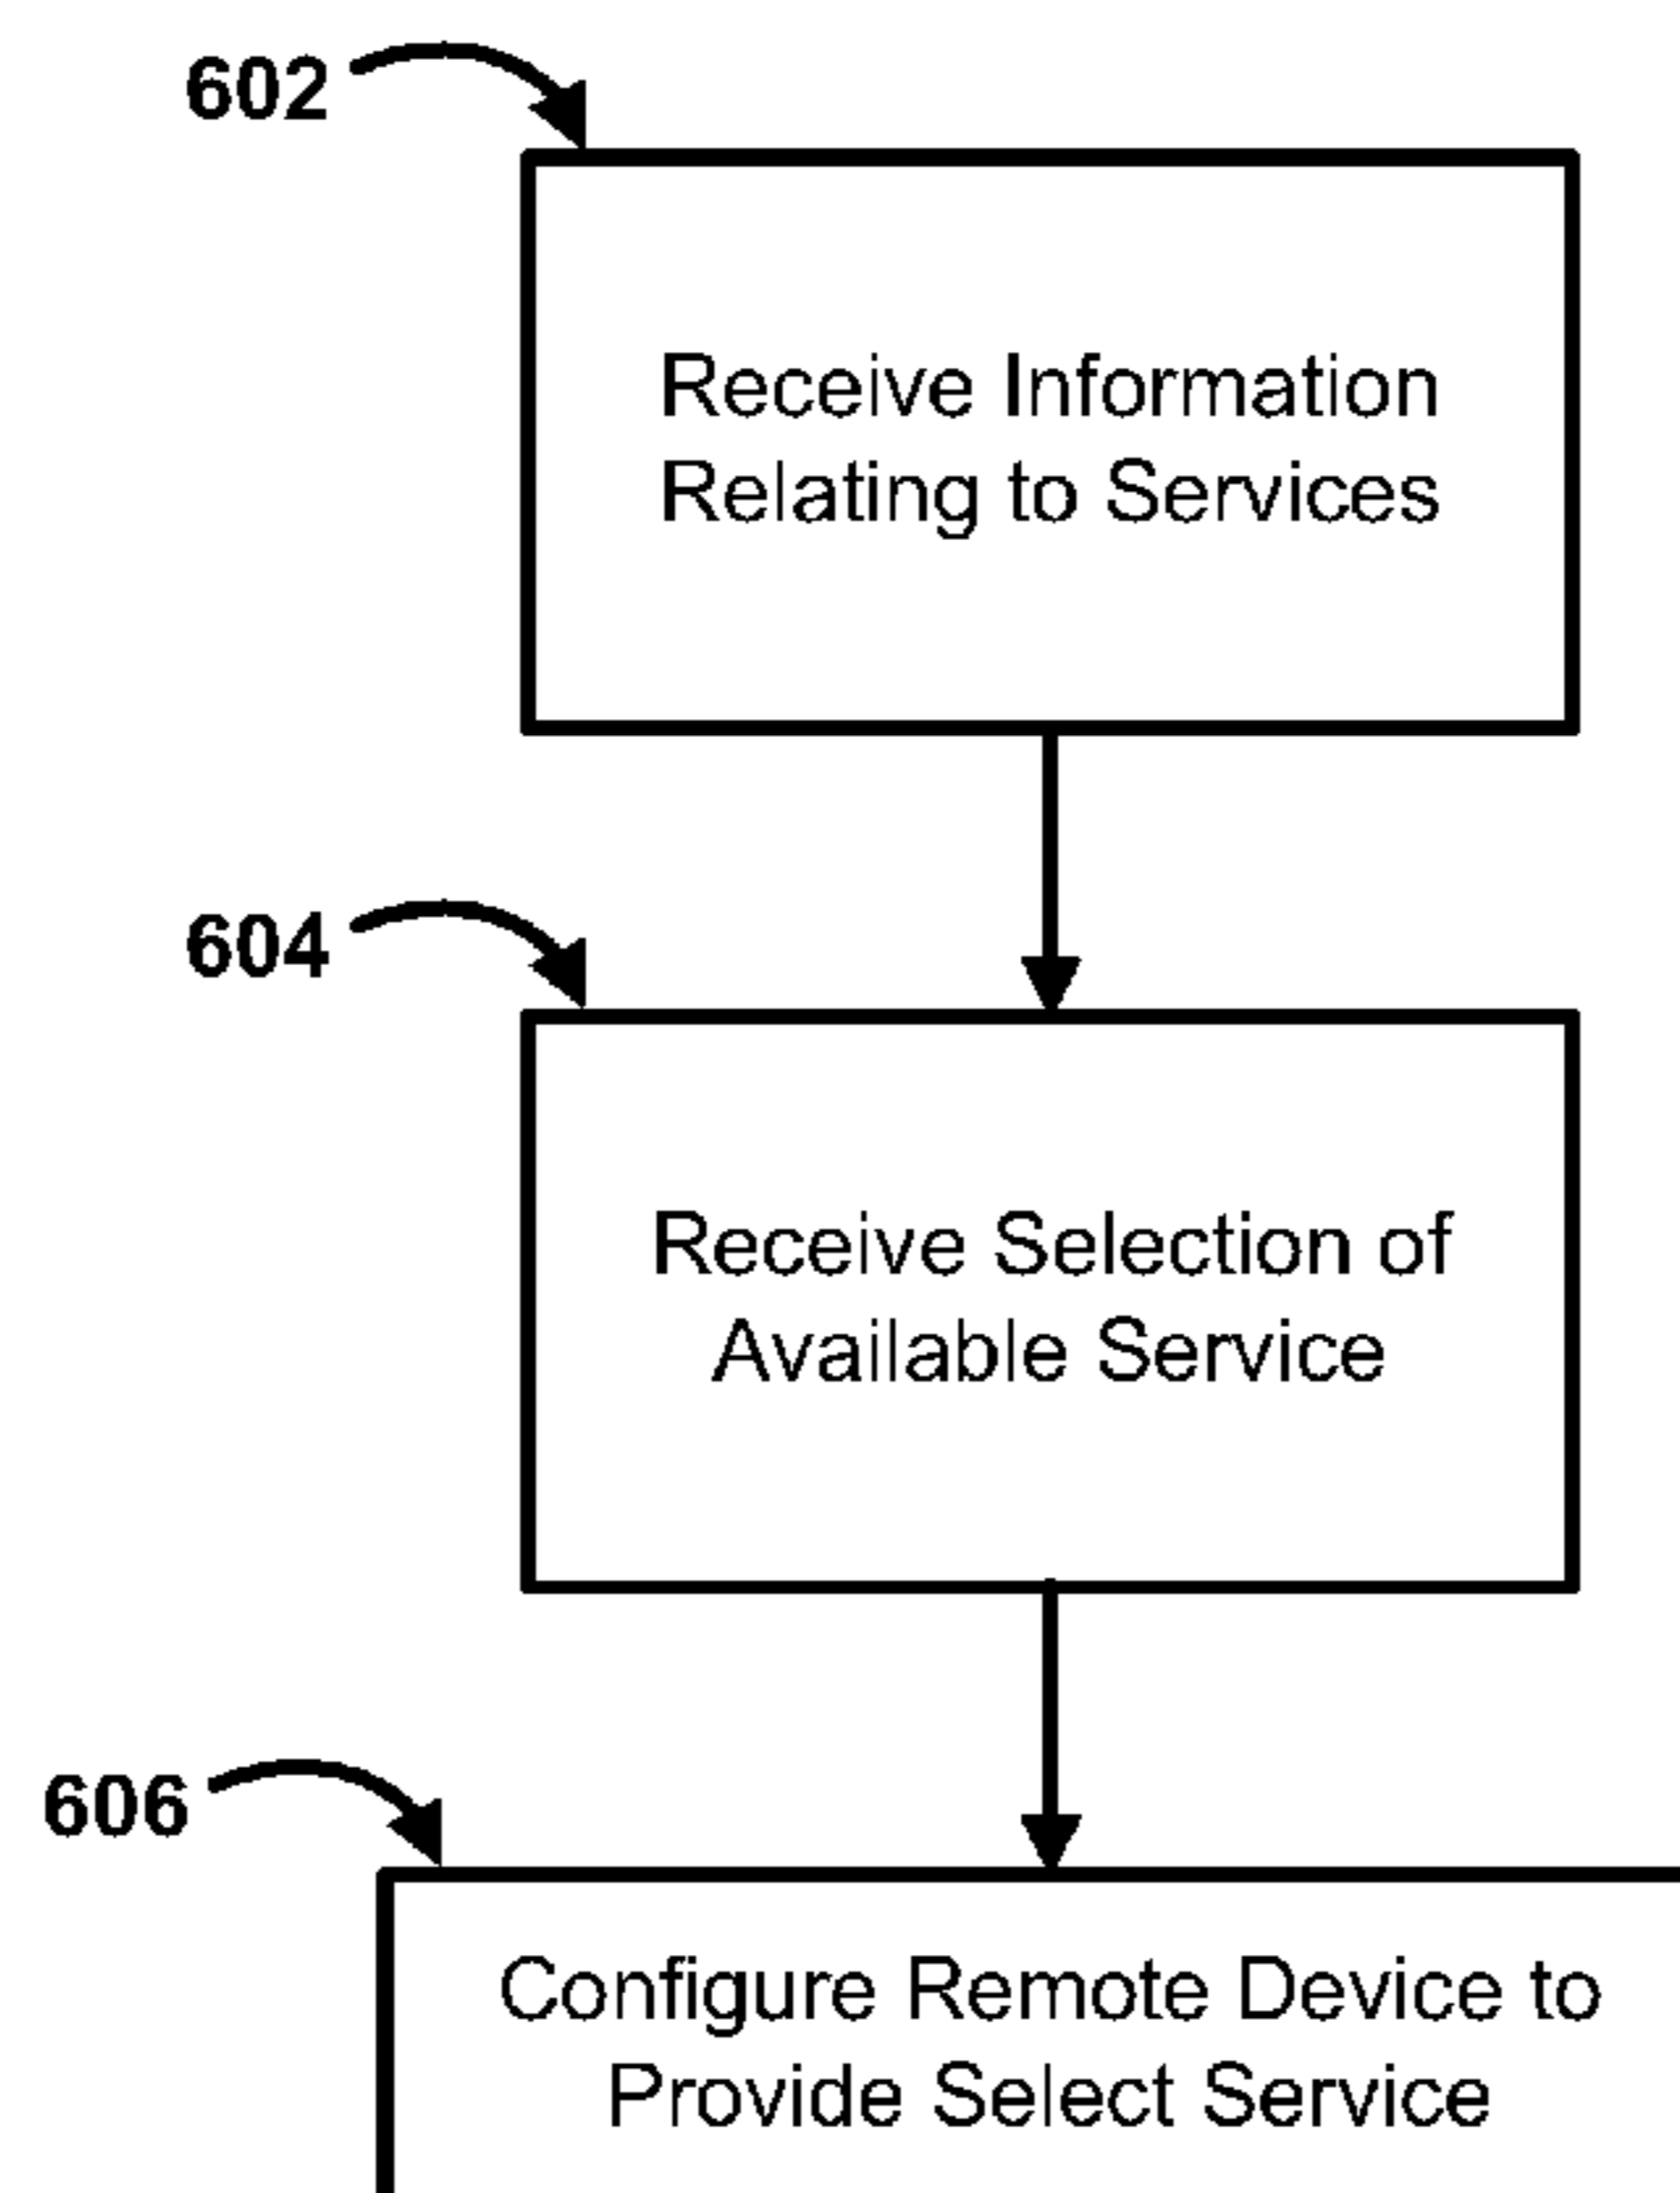 602
Receive Information
Relating to Services
604
Receive Selection of
Available Service
606
Configure Remote Device to
Provide Select Service